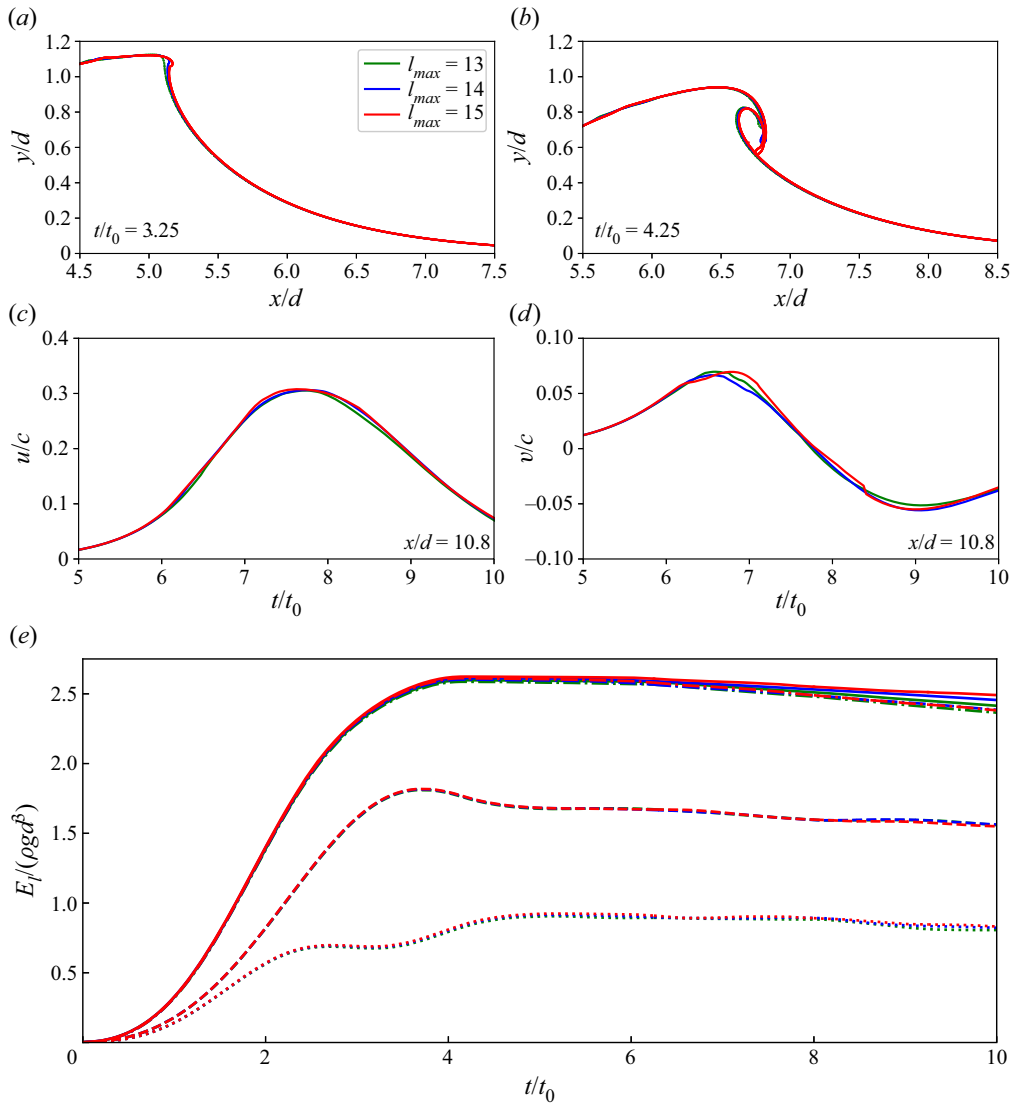 (a)
1.2
1.0
0.8
0.6
0.4
0.2
0
y/d
l_max = 13
l_max = 14
l_max = 15
t/t_0 = 3.25
4.5 5.0 5.5 6.0 6.5 7.0 7.5
x/d
(b)
1.2
1.0
0.8
0.6
0.4
0.2
0
y/d
t/t_0 = 4.25
5.5 6.0 6.5 7.0 7.5 8.0 8.5
x/d
(c)
0.4
0.3
0.2
0.1
0
u/c
x/d = 10.8
5 6 7 8 9 10
t/t_0
(d)
0.10
0.05
0
–0.05
–0.10
v/c
x/d = 10.8
5 6 7 8 9 10
t/t_0
(e)
2.5
2.0
1.5
1.0
0.5
E_l/(ρgd^3)
0 2 4 6 8 10
t/t_0